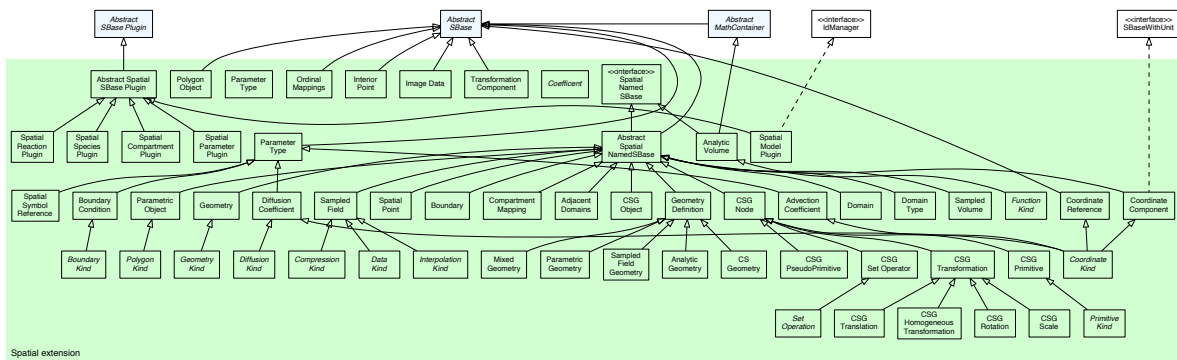 Abstract
SBase Plugin
Abstract
SBase
Abstract
MathContainer
<<interface>>
IdManager
<<interface>>
SBaseWithUnit
Abstract Spatial
SBase Plugin
Polygon
Object
Parameter
Type
Ordinal
Mappings
Interior
Point
Image Data
Transformation
Component
Coefficent
<<interface>>
Spatial
Named
SBase
Spatial
Reaction
Plugin
Spatial
Species
Plugin
Spatial
Compartment
Plugin
Spatial
Parameter
Plugin
Parameter
Type
Abstract
Spatial
NamedSBase
Analytic
Volume
Spatial
Model
Plugin
Spatial
Symbol
Reference
Boundary
Condition
Parametric
Object
Geometry
Diffusion
Coefficient
Sampled
Field
Spatial
Point
Boundary
Compartment
Mapping
Adjacent
Domains
CSG
Object
Geometry
Definition
CSG
Node
Advection
Coefficient
Domain
Domain
Type
Sampled
Volume
Function
Kind
Coordinate
Reference
Coordinate
Component
Boundary
Kind
Polygon
Kind
Geometry
Kind
Diffusion
Kind
Compression
Kind
Data
Kind
Interpolation
Kind
Mixed
Geometry
Parametric
Geometry
Sampled
Field
Geometry
Analytic
Geometry
CS
Geometry
CSG
PseudoPrimitive
CSG
Set Operator
CSG
Transformation
CSG
Primitive
Coordinate
Kind
Set
Operation
CSG
Translation
CSG
Homogeneous
Transformation
CSG
Rotation
CSG
Scale
Primitive
Kind
Spatial extension